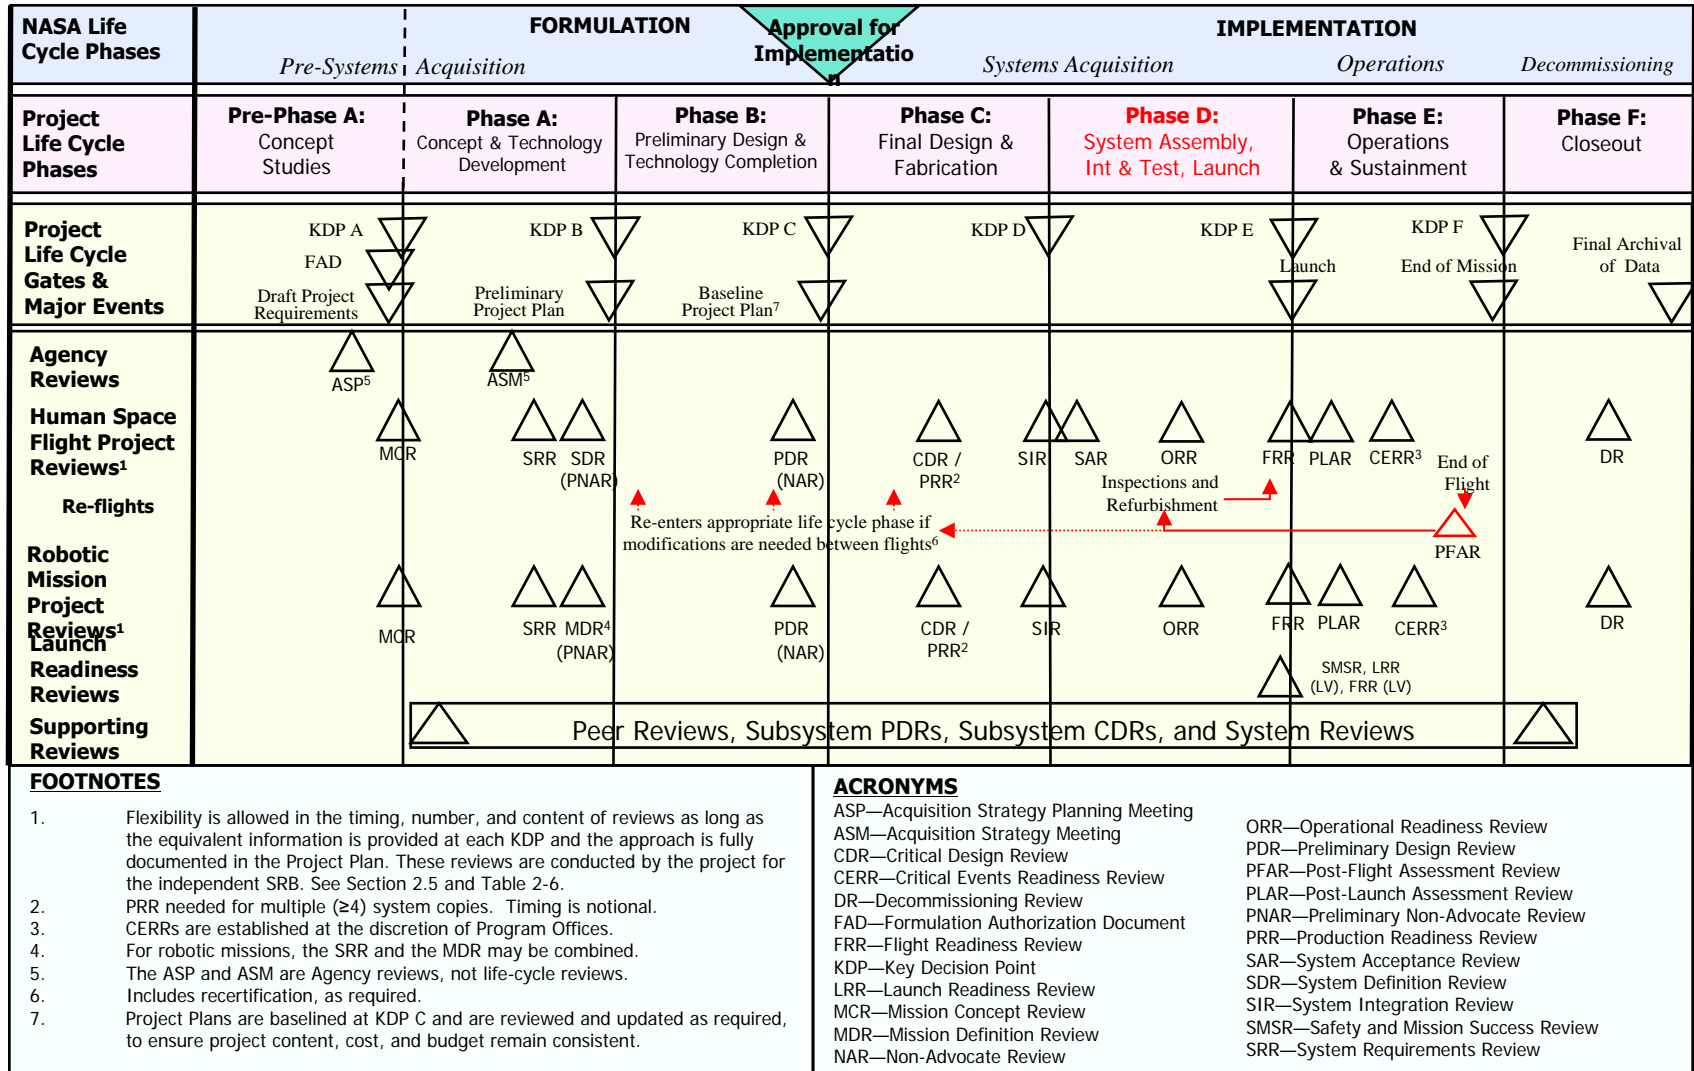 NASA Life
Cycle Phases
FORMULATION
Approval for
Implementatio
n
IMPLEMENTATION
Pre-Systems Acquisition
Systems Acquisition
Operations
Decommissioning
Project
Life Cycle
Phases
Pre-Phase A:
Concept
Studies
Phase A:
Concept & Technology
Development
Phase B:
Preliminary Design &
Technology Completion
Phase C:
Final Design &
Fabrication
Phase D:
System Assembly,
Int & Test, Launch
Phase E:
Operations
& Sustainment
Phase F:
Closeout
Project
Life Cycle
Gates &
Major Events
KDP A
FAD
Draft Project
Requirements
KDP B
Preliminary
Project Plan
KDP C
Baseline
Project Plan⁷
KDP D
KDP E
Launch
KDP F
End of Mission
Final Archival
of Data
Agency
Reviews
ASP⁵
ASM⁵
Human Space
Flight Project
Reviews¹
MCR
SRR
SDR
(PNAR)
PDR
(NAR)
CDR /
PRR²
SIR
SAR
ORR
FRR
PLAR
CERR³
DR
Re-flights
Re-enters appropriate life cycle phase if
modifications are needed between flights⁶
Inspections and
Refurbishment
End of
Flight
PFAR
Robotic
Mission
Project
Reviews¹
MCR
SRR
MDR⁴
(PNAR)
PDR
(NAR)
CDR /
PRR²
SIR
ORR
FRR
PLAR
CERR³
DR
Launch
Readiness
Reviews
SMSR, LRR
(LV), FRR (LV)
Supporting
Reviews
Peer Reviews, Subsystem PDRs, Subsystem CDRs, and System Reviews
FOOTNOTES
1. Flexibility is allowed in the timing, number, and content of reviews as long as
the equivalent information is provided at each KDP and the approach is fully
documented in the Project Plan. These reviews are conducted by the project for
the independent SRB. See Section 2.5 and Table 2-6.
2. PRR needed for multiple (≥4) system copies. Timing is notional.
3. CERRs are established at the discretion of Program Offices.
4. For robotic missions, the SRR and the MDR may be combined.
5. The ASP and ASM are Agency reviews, not life-cycle reviews.
6. Includes recertification, as required.
7. Project Plans are baselined at KDP C and are reviewed and updated as required,
to ensure project content, cost, and budget remain consistent.
ACRONYMS
ASP—Acquisition Strategy Planning Meeting
ASM—Acquisition Strategy Meeting
CDR—Critical Design Review
CERR—Critical Events Readiness Review
DR—Decommissioning Review
FAD—Formulation Authorization Document
FRR—Flight Readiness Review
KDP—Key Decision Point
LRR—Launch Readiness Review
MCR—Mission Concept Review
MDR—Mission Definition Review
NAR—Non-Advocate Review
ORR—Operational Readiness Review
PDR—Preliminary Design Review
PFAR—Post-Flight Assessment Review
PLAR—Post-Launch Assessment Review
PNAR—Preliminary Non-Advocate Review
PRR—Production Readiness Review
SAR—System Acceptance Review
SDR—System Definition Review
SIR—System Integration Review
SMSR—Safety and Mission Success Review
SRR—System Requirements Review